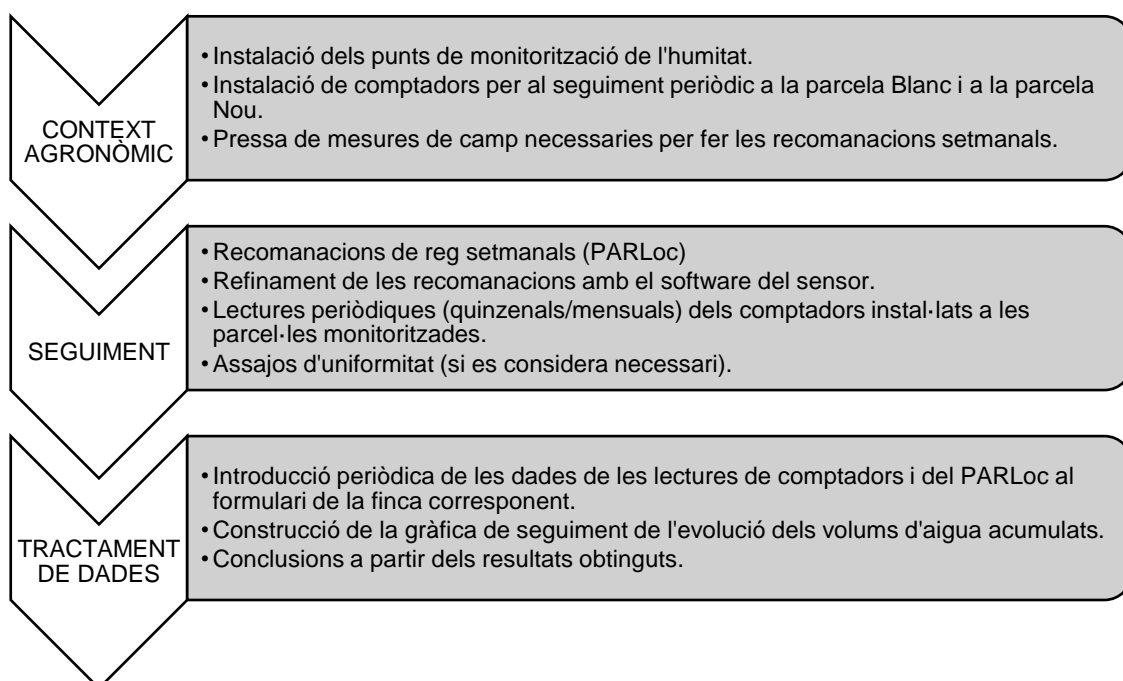 CONTEXT
AGRONÒMIC
• Instalació dels punts de monitorització de l'humitat.
• Instalació de comptadors per al seguiment periòdic a la parcela Blanc i a la parcela
Nou.
• Pressa de mesures de camp necessaries per fer les recomanacions setmanals.
SEGUIMENT
• Recomanacions de reg setmanals (PARLoc)
• Refinament de les recomanacions amb el software del sensor.
• Lectures periòdiques (quinzenals/mensuals) dels comptadors instal·lats a les
parcel·les monitoritzades.
• Assajos d'uniformitat (si es considera necessari).
TRACTAMENT
DE DADES
• Introducció periòdica de les dades de les lectures de comptadors i del PARLoc al
formulari de la finca corresponent.
• Construcció de la gràfica de seguiment de l'evolució dels volums d'aigua acumulats.
• Conclusions a partir dels resultats obtinguts.